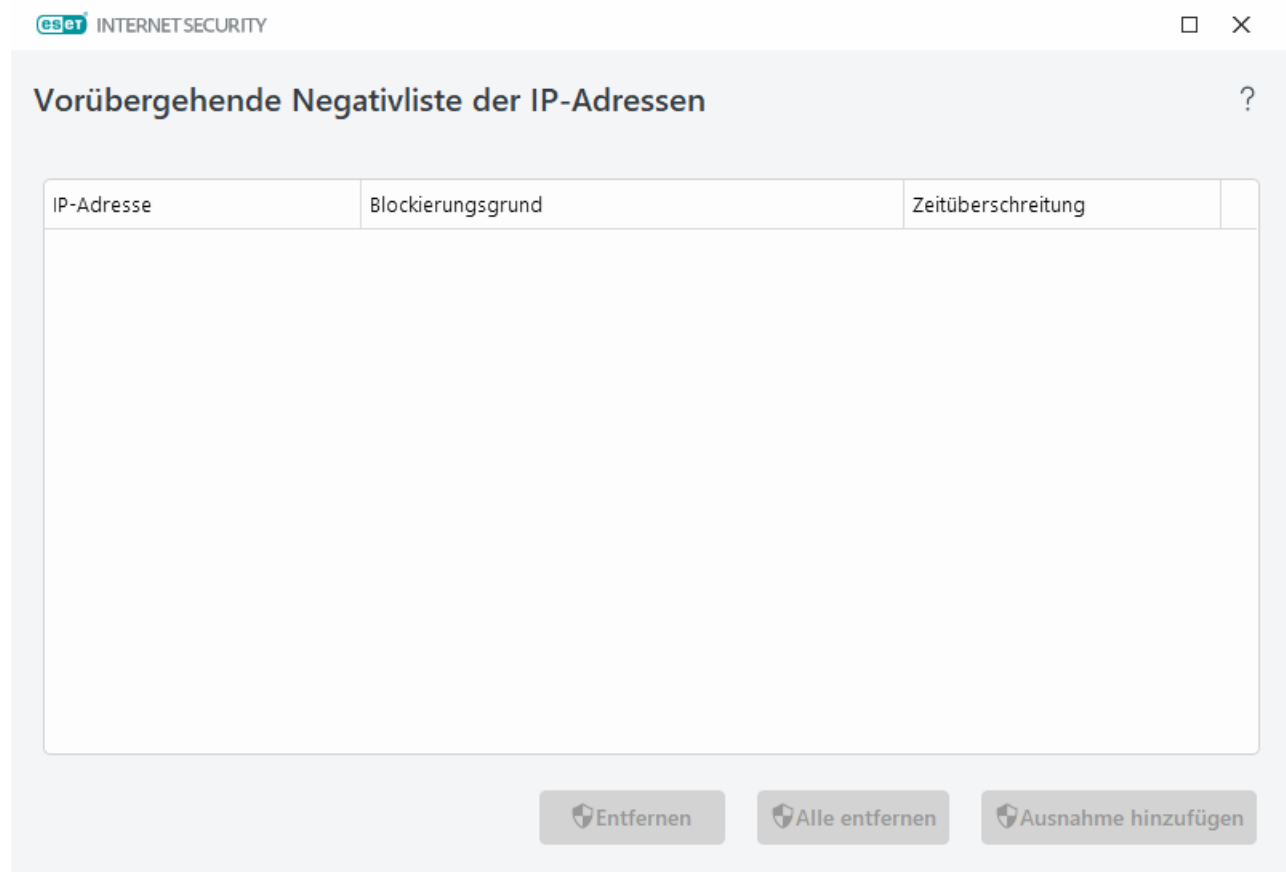 eset INTERNET SECURITY
Vorübergehende Negativliste der IP-Adressen
?
IP-Adresse Blockierungsgrund Zeitüberschreitung
Entfernen Alle entfernen Ausnahme hinzufügen